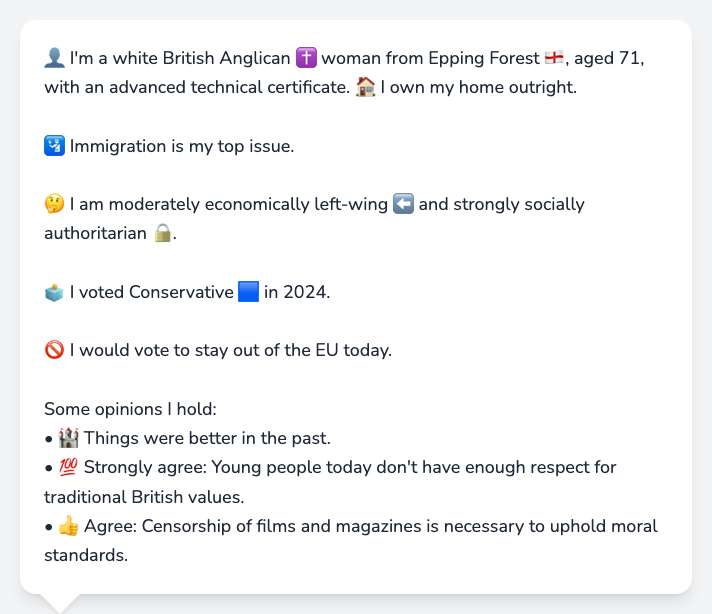 👤 I'm a white British Anglican ✝️ woman from Epping Forest 🏴󠁧󠁢󠁥󠁮󠁧󠁿, aged 71,
with an advanced technical certificate. 🏠 I own my home outright.
🛂 Immigration is my top issue.
🤔 I am moderately economically left-wing ⬅️ and strongly socially
authoritarian 🔒.
🗳️ I voted Conservative 🟦 in 2024.
🚫 I would vote to stay out of the EU today.
Some opinions I hold:
• 🏰 Things were better in the past.
• 💯 Strongly agree: Young people today don't have enough respect for
traditional British values.
• 👍 Agree: Censorship of films and magazines is necessary to uphold moral
standards.